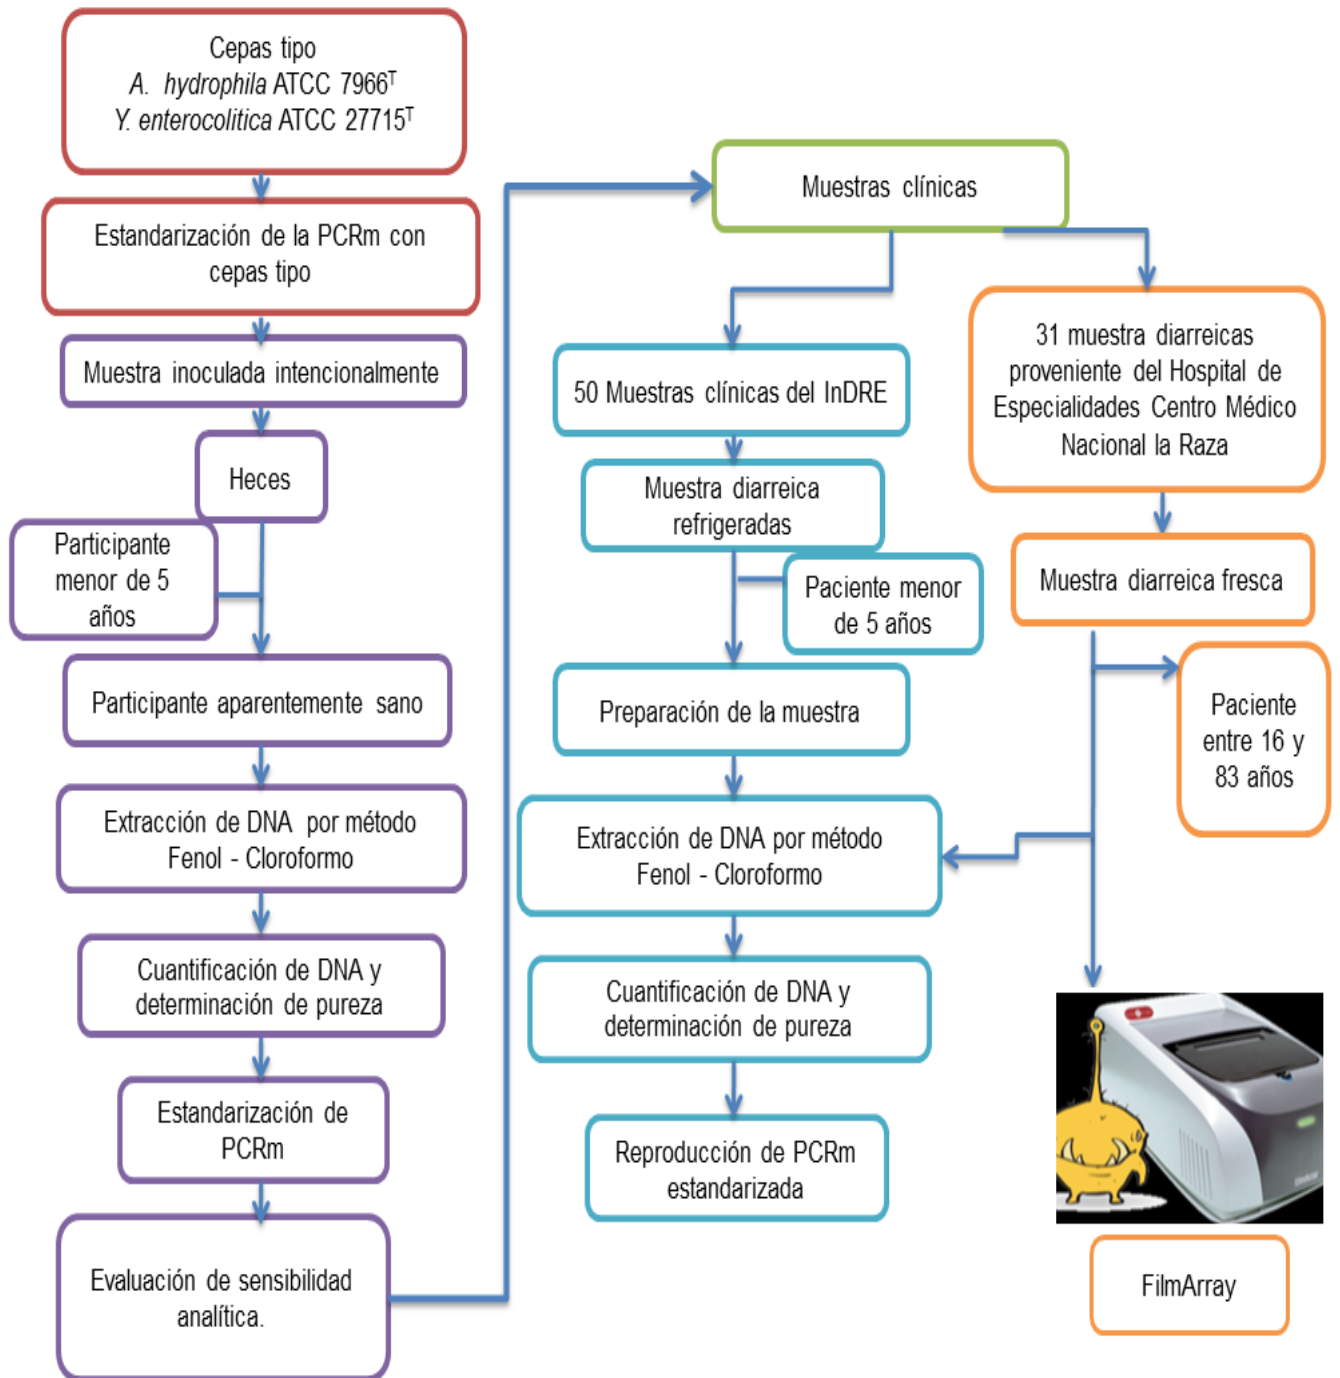 Cepas tipo
A. hydrophila ATCC 7966ᵀ
Y. enterocolitica ATCC 27715ᵀ
Estandarización de la PCRm con
cepas tipo
Muestra inoculada intencionalmente
Heces
Participante
menor de 5
años
Participante aparentemente sano
Extracción de DNA por método
Fenol - Cloroformo
Cuantificación de DNA y
determinación de pureza
Estandarización de
PCRm
Evaluación de sensibilidad
analítica.
Muestras clínicas
50 Muestras clínicas del InDRE
Muestra diarreica
refrigeradas
Paciente menor
de 5 años
Preparación de la muestra
Extracción de DNA por método
Fenol - Cloroformo
Cuantificación de DNA y
determinación de pureza
Reproducción de PCRm
estandarizada
31 muestra diarreicas
proveniente del Hospital de
Especialidades Centro Médico
Nacional la Raza
Muestra diarreica fresca
Paciente
entre 16 y
83 años
FilmArray